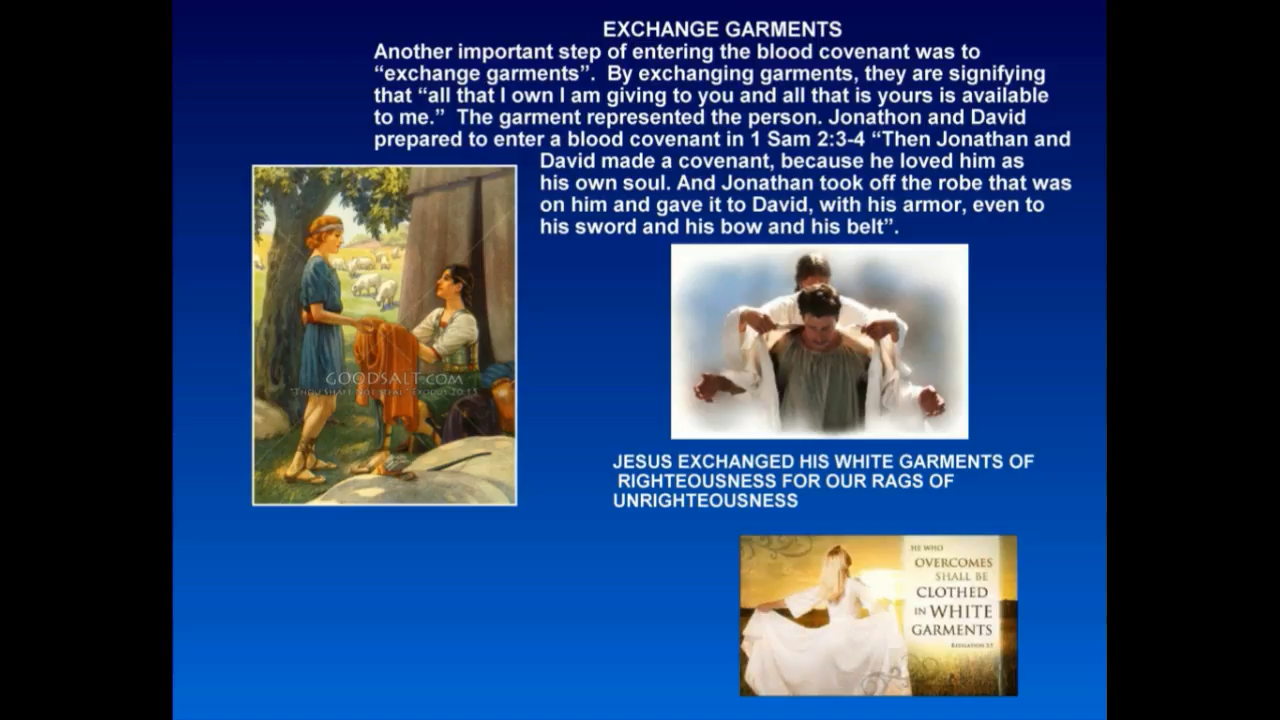 EXCHANGE GARMENTS
Another important step of entering the blood covenant was to
“exchange garments”. By exchanging garments, they are signifying
that “all that I own I am giving to you and all that is yours is available
to me.” The garment represented the person. Jonathon and David
prepared to enter a blood covenant in 1 Sam 2:3-4 “Then Jonathan and
David made a covenant, because he loved him as
his own soul. And Jonathan took off the robe that was
on him and gave it to David, with his armor, even to
his sword and his bow and his belt”.
GOODSALT.COM
JESUS EXCHANGED HIS WHITE GARMENTS OF
RIGHTEOUSNESS FOR OUR RAGS OF
UNRIGHTEOUSNESS
HE WHO
OVERCOMES
SHALL BE
CLOTHED
IN WHITE
GARMENTS